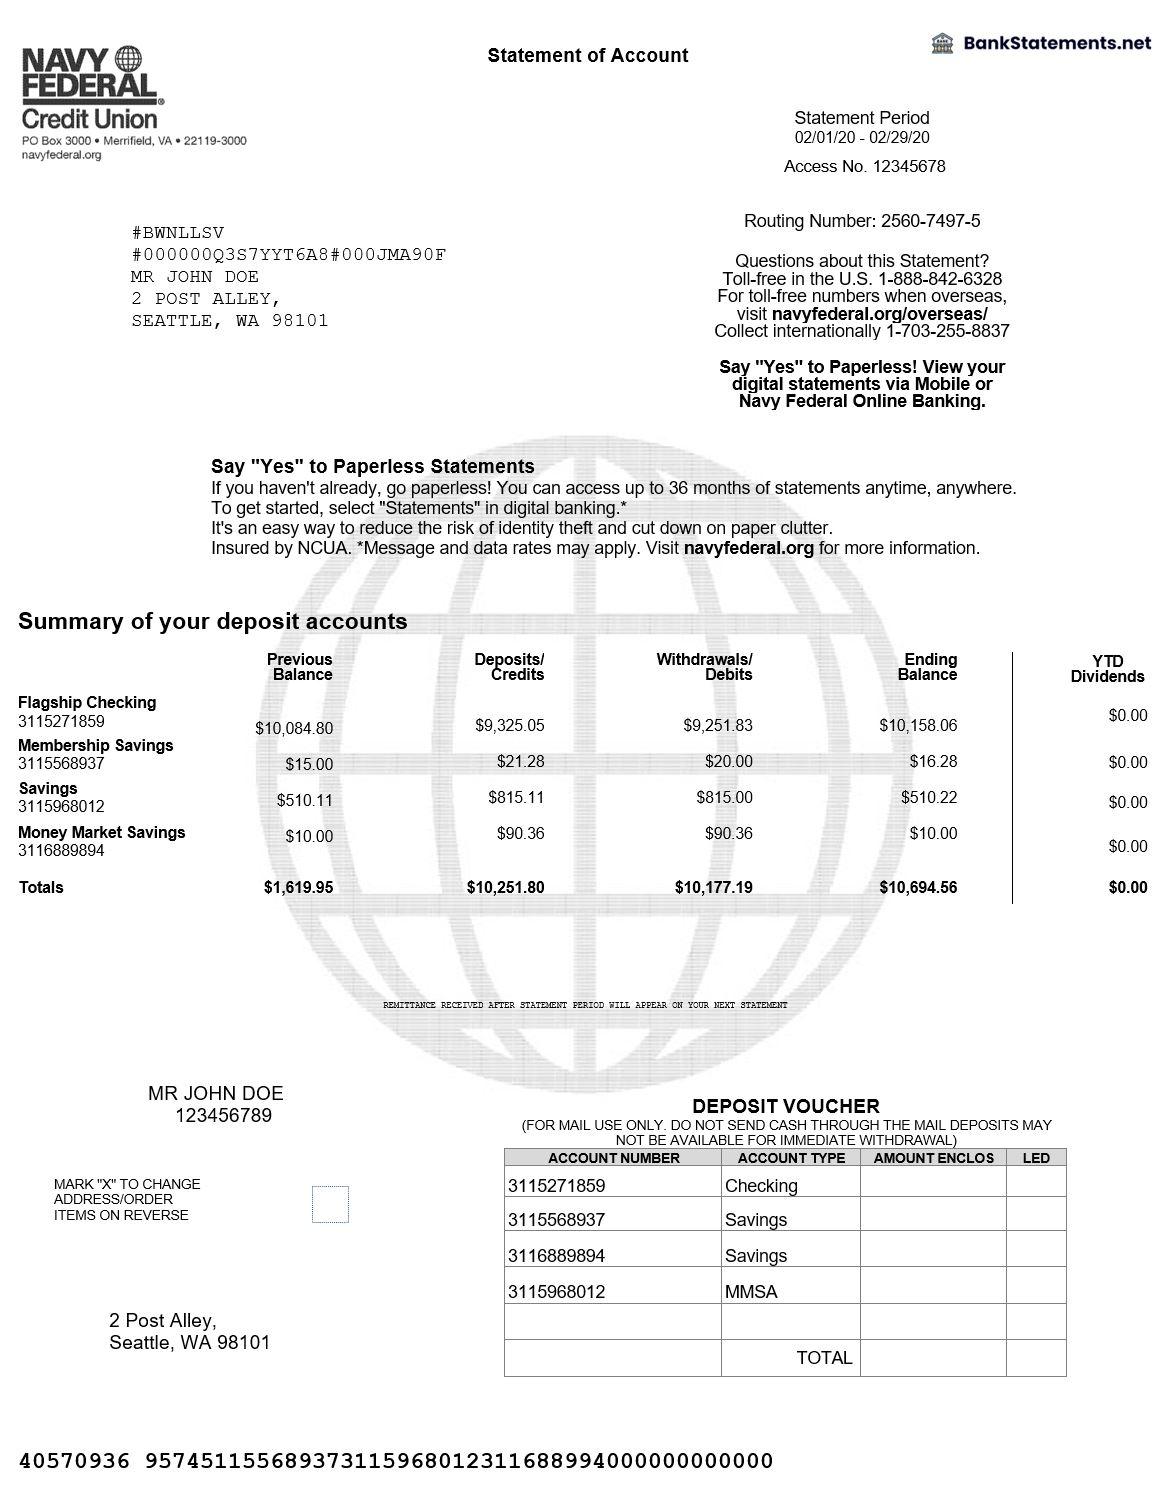 NAVY
FEDERAL®
Credit Union
PO Box 3000 • Merrifield, VA • 22119-3000
navyfederal.org
Statement of Account
BankStatements.net
Statement Period
02/01/20 - 02/29/20
Access No. 12345678
Routing Number: 2560-7497-5
Questions about this Statement?
Toll-free in the U.S. 1-888-842-6328
For toll-free numbers when overseas,
visit navyfederal.org/overseas/
Collect internationally 1-703-255-8837
Say "Yes" to Paperless! View your
digital statements via Mobile or
Navy Federal Online Banking.
#BWNLLSV
#000000Q3S7YYT6A8#000JMA90F
MR JOHN DOE
2 POST ALLEY,
SEATTLE, WA 98101
Say "Yes" to Paperless Statements
If you haven't already, go paperless! You can access up to 36 months of statements anytime, anywhere.
To get started, select "Statements" in digital banking.*
It's an easy way to reduce the risk of identity theft and cut down on paper clutter.
Insured by NCUA. *Message and data rates may apply. Visit navyfederal.org for more information.
Summary of your deposit accounts
Previous Deposits/ Withdrawals/ Ending YTD
Balance Credits Debits Balance Dividends
Flagship Checking
3115271859 $10,084.80 $9,325.05 $9,251.83 $10,158.06 $0.00
Membership Savings
3115568937 $15.00 $21.28 $20.00 $16.28 $0.00
Savings
3115968012 $510.11 $815.11 $815.00 $510.22 $0.00
Money Market Savings
3116889894 $10.00 $90.36 $90.36 $10.00 $0.00
Totals $1,619.95 $10,251.80 $10,177.19 $10,694.56 $0.00
REMITTANCE RECEIVED AFTER STATEMENT PERIOD WILL APPEAR ON YOUR NEXT STATEMENT
MR JOHN DOE
123456789
MARK "X" TO CHANGE
ADDRESS/ORDER
ITEMS ON REVERSE
2 Post Alley,
Seattle, WA 98101
DEPOSIT VOUCHER
(FOR MAIL USE ONLY. DO NOT SEND CASH THROUGH THE MAIL DEPOSITS MAY
NOT BE AVAILABLE FOR IMMEDIATE WITHDRAWAL)
ACCOUNT NUMBER ACCOUNT TYPE AMOUNT ENCLOS LED
3115271859 Checking
3115568937 Savings
3116889894 Savings
3115968012 MMSA
TOTAL
40570936 957451155689373115968012311688994000000000000